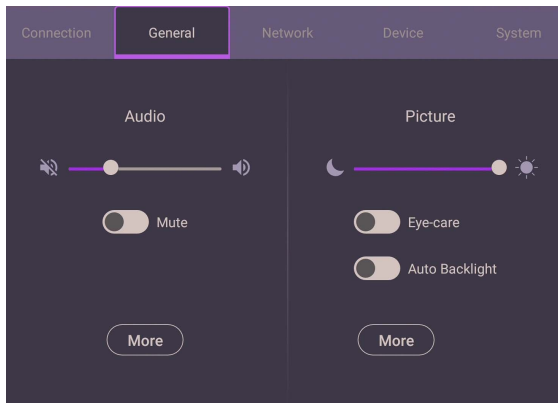 Connection General Network Device System
Audio
Picture
Mute
Eye-care
Auto Backlight
More
More